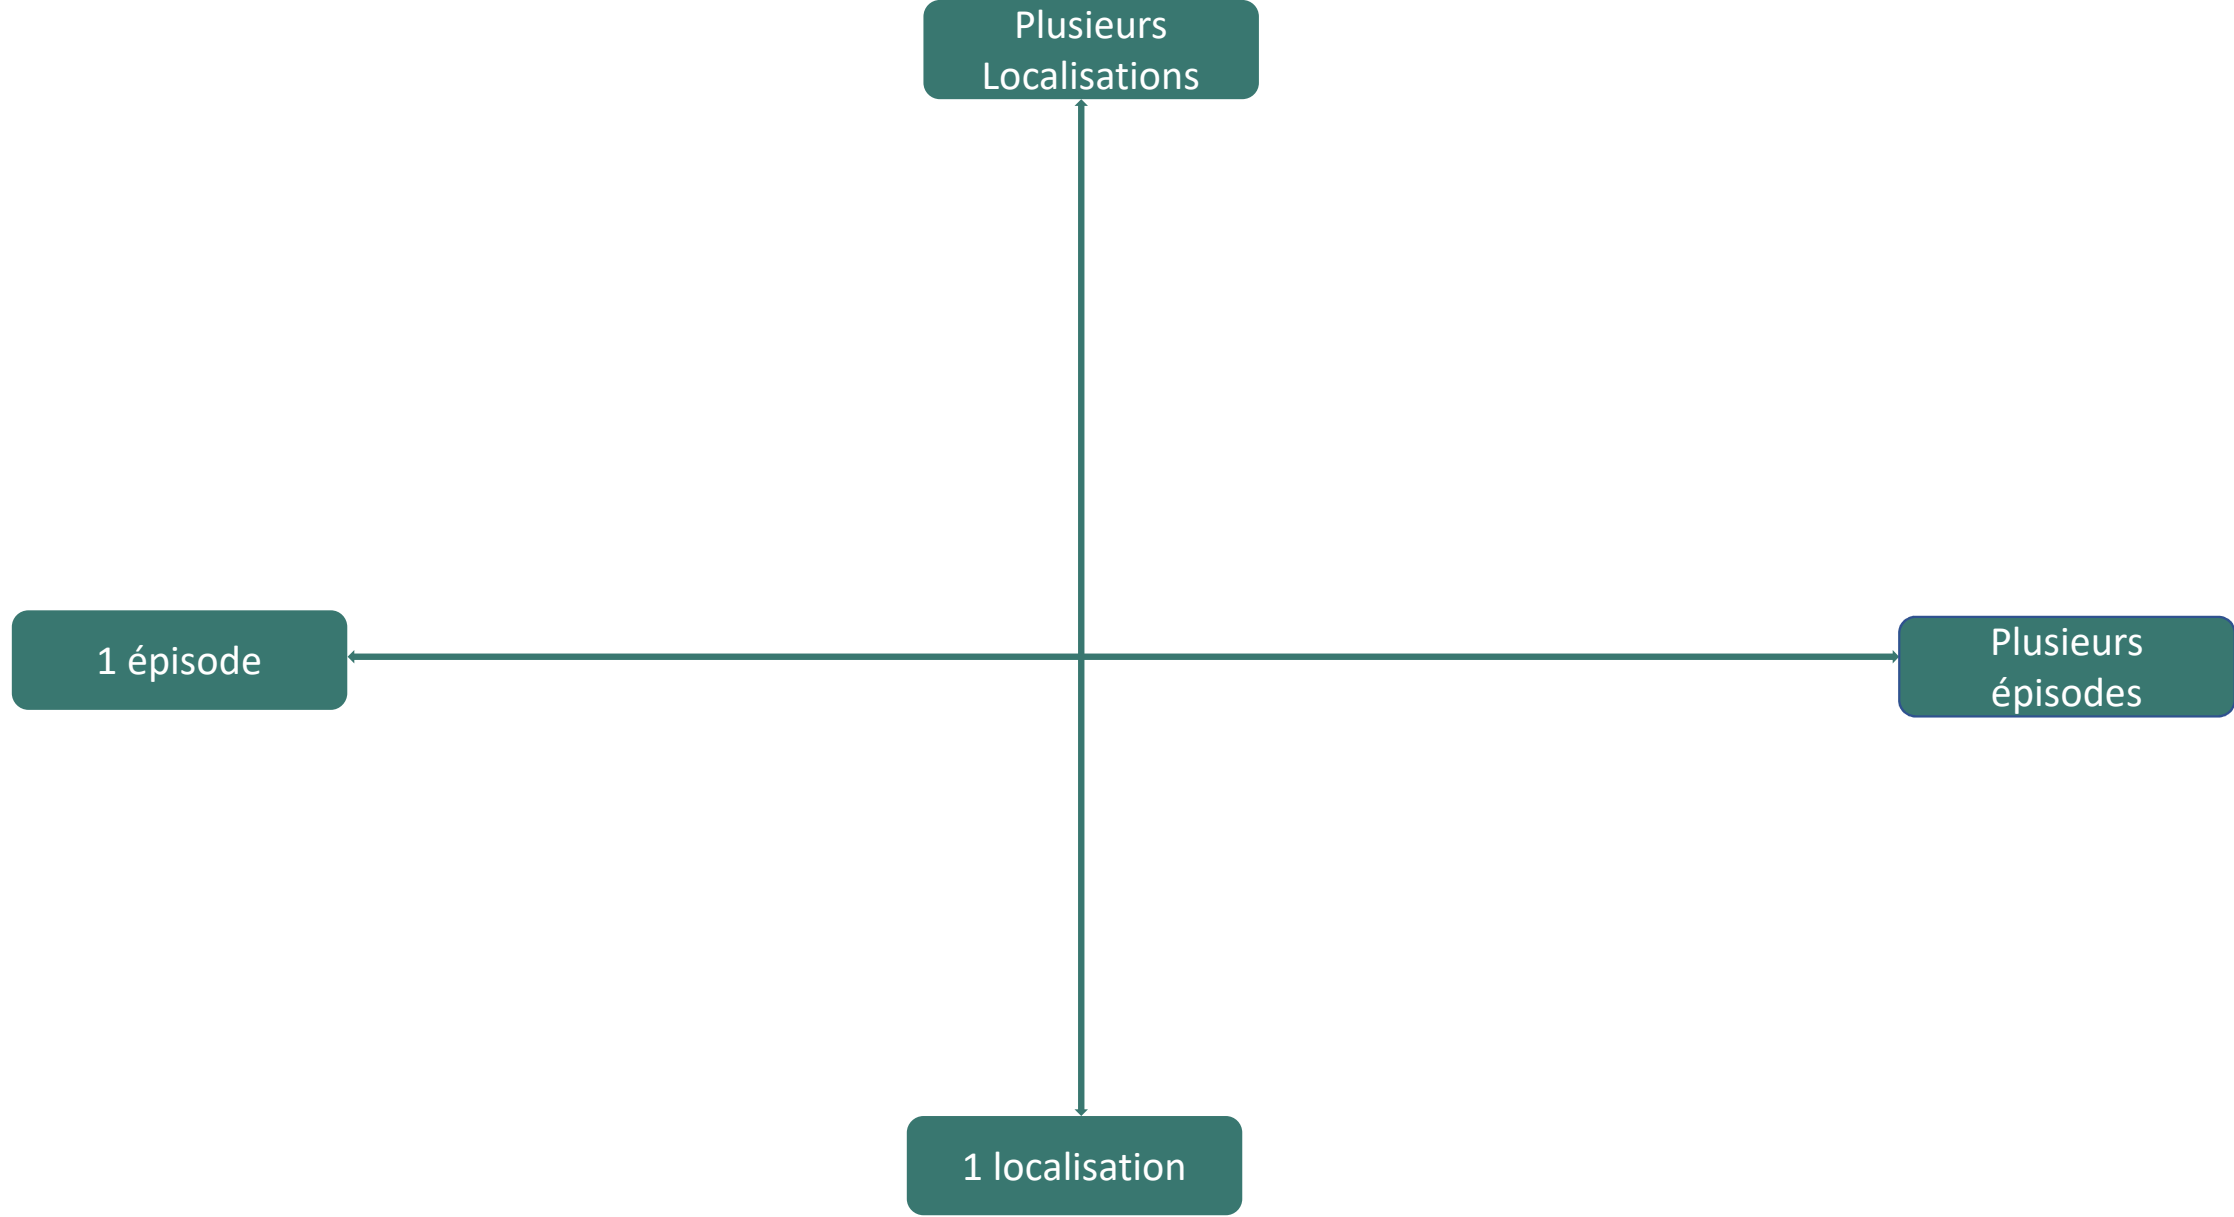 Plusieurs
Localisations
1 épisode
Plusieurs
épisodes
1 localisation